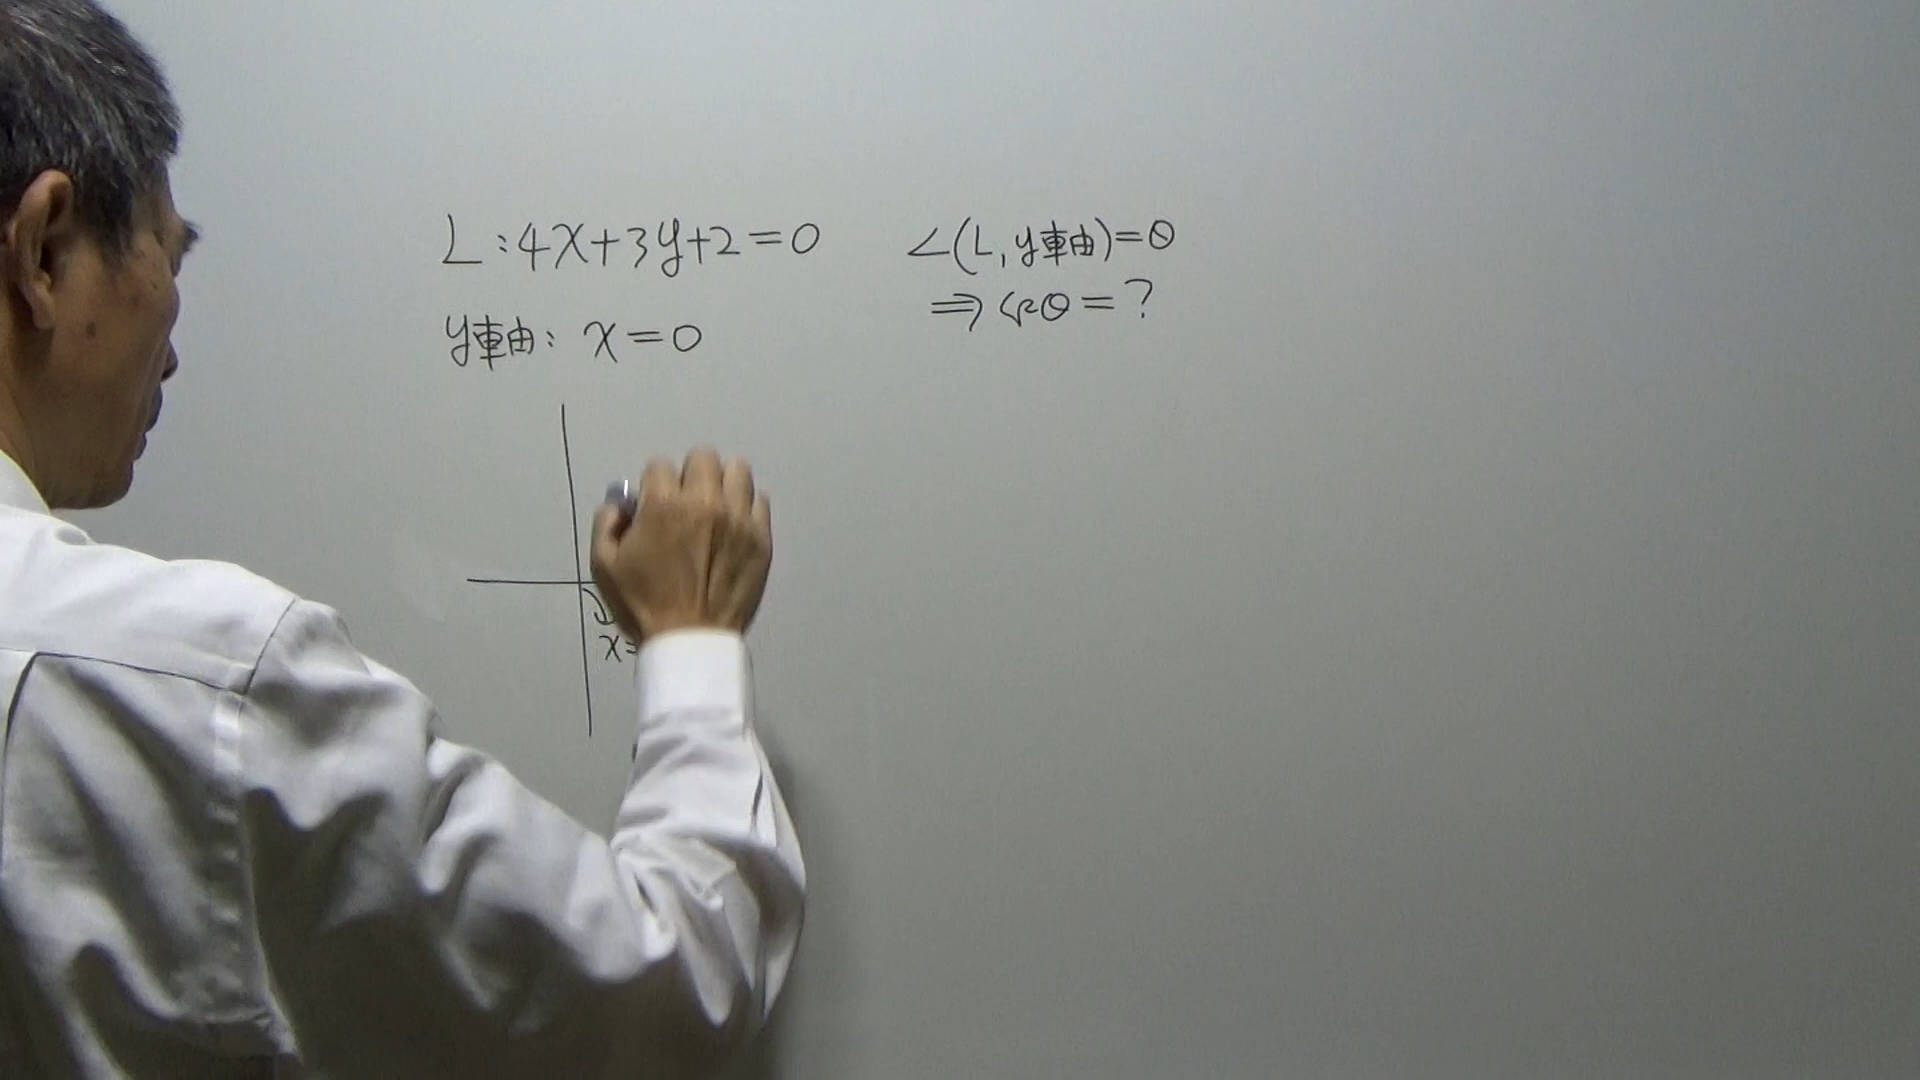 L:4x+3y+2=0
∠(L,y軸)=θ
⇒cosθ=?
y軸: x=0
x=